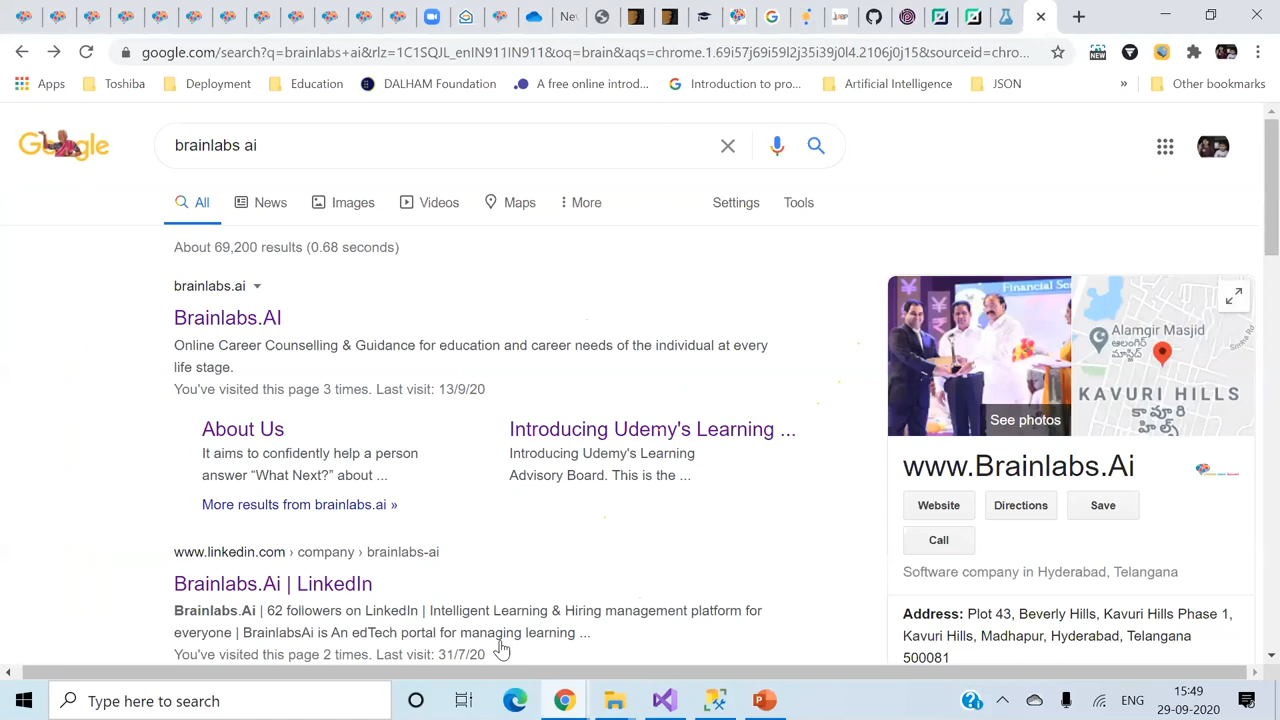 Nev
google.com/search?q=brainlabs+ai&rlz=1C1SQJL_enIN911IN911&oq=brain&aqs=chrome.1.69i57j69i59l2j35i39j0l4.2106j0j15&sourceid=chro...
NEW
Apps
Toshiba
Deployment
Education
DALHAM Foundation
A free online introd...
Introduction to pro...
Artificial Intelligence
JSON
»
Other bookmarks
Google
brainlabs ai
All
News
Images
Videos
Maps
More
Settings
Tools
About 69,200 results (0.68 seconds)
brainlabs.ai
Brainlabs.AI
Online Career Counselling & Guidance for education and career needs of the individual at every
life stage.
You've visited this page 3 times. Last visit: 13/9/20
About Us
It aims to confidently help a person
answer “What Next?” about ...
Introducing Udemy's Learning ...
Introducing Udemy's Learning
Advisory Board. This is the ...
More results from brainlabs.ai »
www.linkedin.com › company › brainlabs-ai
Brainlabs.Ai | LinkedIn
Brainlabs.Ai | 62 followers on LinkedIn | Intelligent Learning & Hiring management platform for
everyone | BrainlabsAi is An edTech portal for managing learning ...
You've visited this page 2 times. Last visit: 31/7/20
Financial Se
See photos
Alamgir Masjid
ఆలంగీర్
మాస్జిద్
KAVURI HILLS
కావూరి
హిల్స్
www.Brainlabs.Ai
Website
Directions
Save
Call
Software company in Hyderabad, Telangana
Address: Plot 43, Beverly Hills, Kavuri Hills Phase 1,
Kavuri Hills, Madhapur, Hyderabad, Telangana
500081
Type here to search
ENG
15:49
29-09-2020